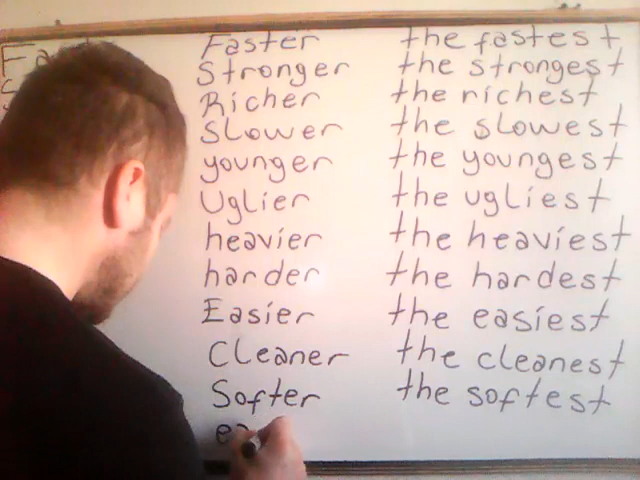 Faster the fastest
Stronger the strongest
Richer the richest
Slower the slowest
younger the youngest
Uglier the ugliest
heavier the heaviest
harder the hardest
Easier the easiest
Cleaner the cleanest
Softer the softest
ea